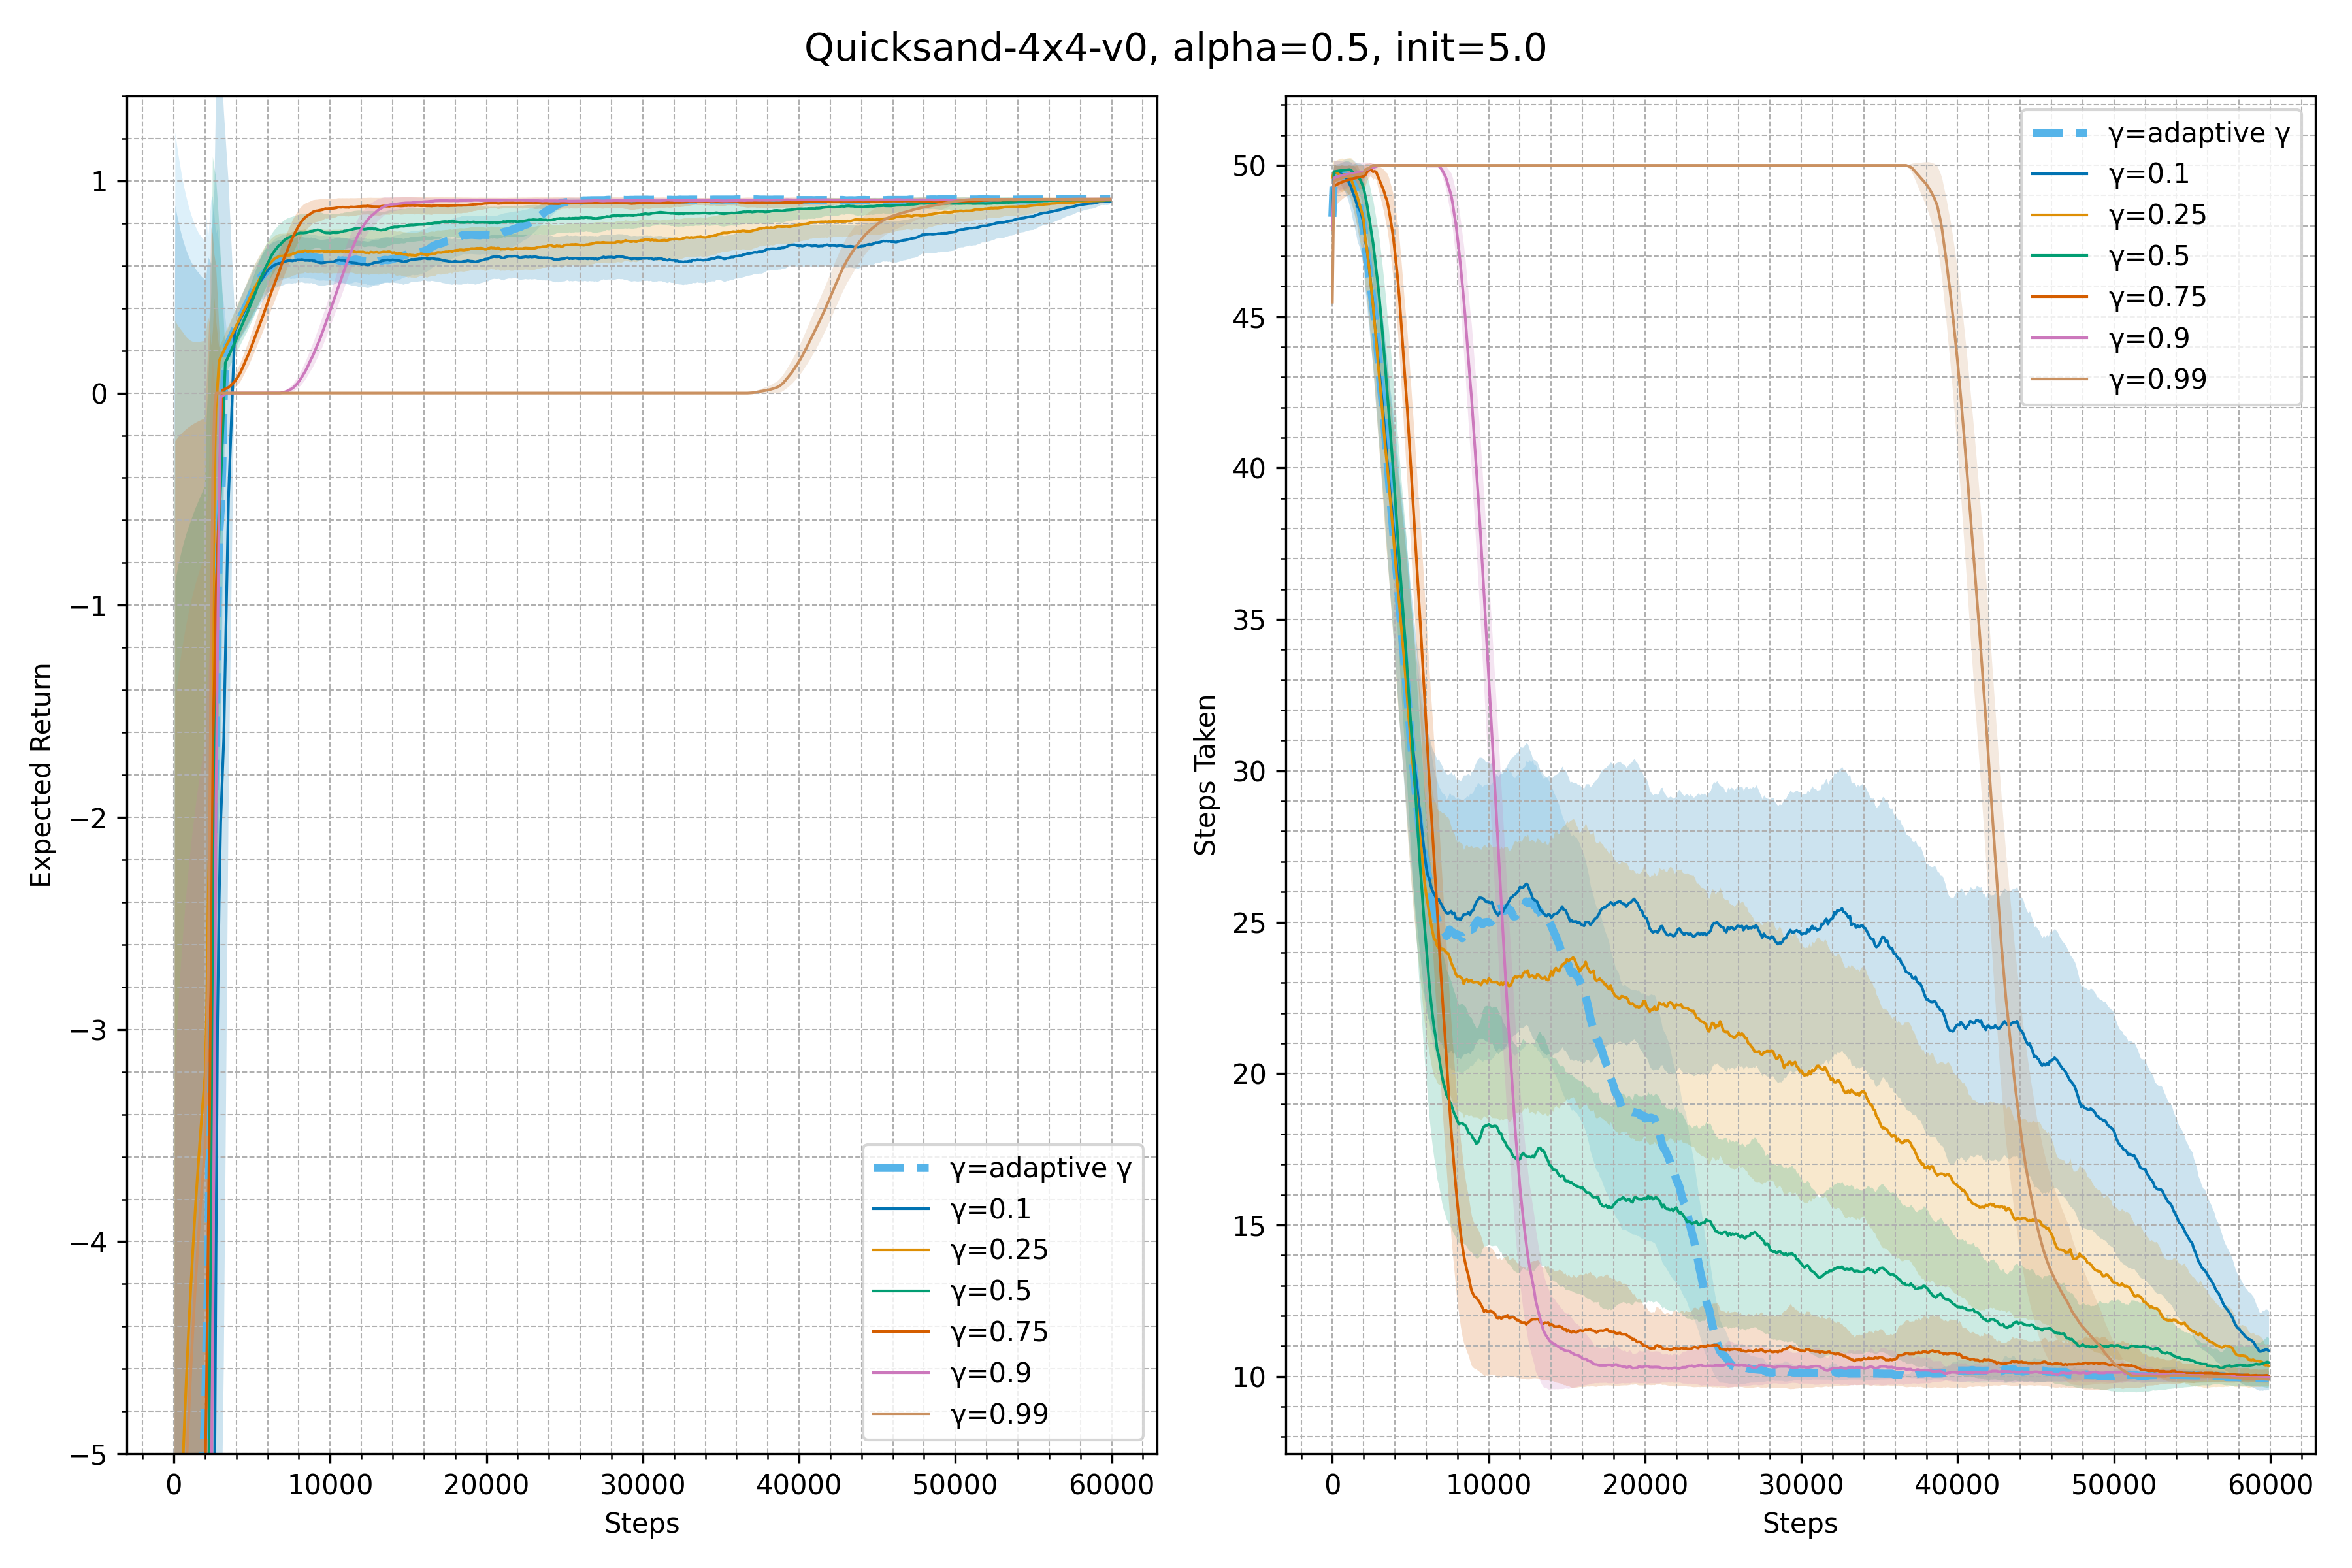 Quicksand-4x4-v0, alpha=0.5, init=5.0
Expected Return
1
0
−1
−2
−3
−4
−5
0
10000
20000
30000
40000
50000
60000
Steps
γ=adaptive γ
γ=0.1
γ=0.25
γ=0.5
γ=0.75
γ=0.9
γ=0.99
Steps Taken
50
45
40
35
30
25
20
15
10
0
10000
20000
30000
40000
50000
60000
Steps
γ=adaptive γ
γ=0.1
γ=0.25
γ=0.5
γ=0.75
γ=0.9
γ=0.99